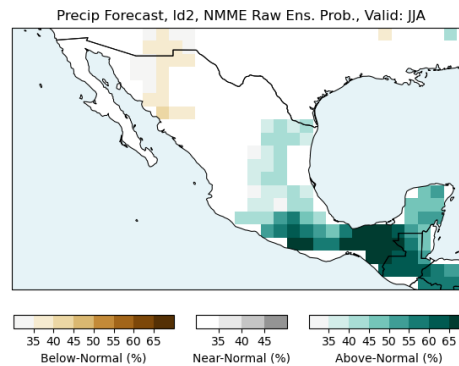 Precip Forecast, ld2, NMME Raw Ens. Prob., Valid: JJA
35 40 45 50 55 60 65
Below-Normal (%)
35 40 45
Near-Normal (%)
35 40 45 50 55 60 65
Above-Normal (%)